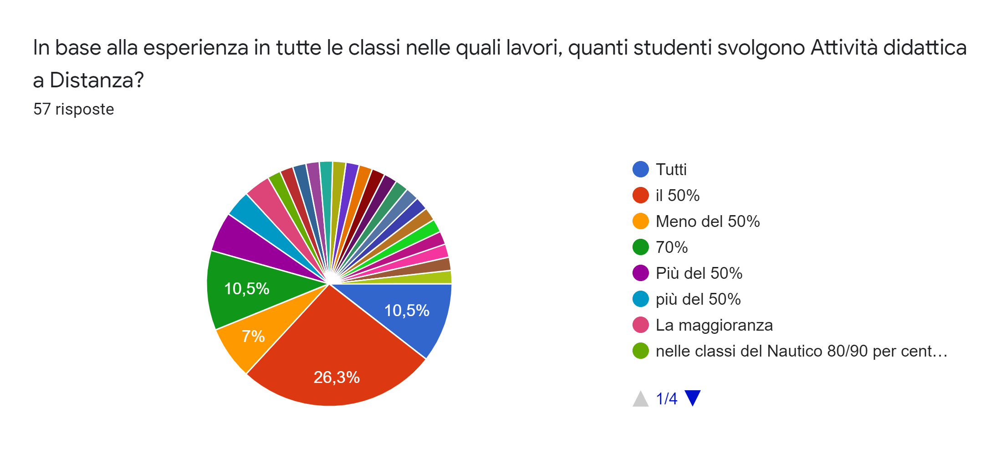 In base alla esperienza in tutte le classi nelle quali lavori, quanti studenti svolgono Attività didattica
a Distanza?
57 risposte
Tutti
il 50%
Meno del 50%
70%
Più del 50%
più del 50%
La maggioranza
nelle classi del Nautico 80/90 per cent…
1/4
10,5%
10,5%
7%
26,3%